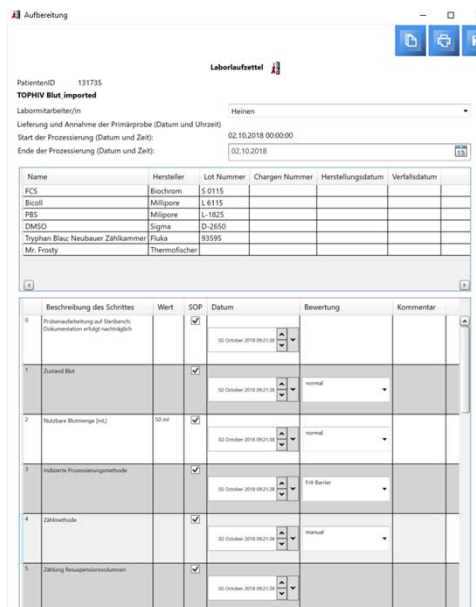 Aufbereitung
Laborlaufzettel
PatientenID 131735
TOPHIV Blut_imported
Labormitarbeiter/in Heinen
Lieferung und Annahme der Primärprobe (Datum und Uhrzeit)
Start der Prozessierung (Datum und Zeit): 02.10.2018 00:00:00
Ende der Prozessierung (Datum und Zeit): 02.10.2018 15
Name Hersteller Lot Nummer Chargen Nummer Herstellungsdatum Verfallsdatum
FCS Biochrom S 0115
Bicoll Millipore L 6115
PBS Milipore L-1825
DMSO Sigma D-2650
Tryphan Blau; Neubauer Zählkammer Fluka 93595
Mr. Frosty Thermofischer
Beschreibung des Schrittes Wert SOP Datum Bewertung Kommentar
0 Probenaufarbeitung auf Steribench;
Dokumentation erfolgt nachträglich
02 October 2018 09:21:38
1 Zustand Blut
02 October 2018 09:21:38 normal
2 Nutzbare Blutmenge [mL] 50 ml
02 October 2018 09:21:38 normal
3 Indizierte Prozessierungsmethode
02 October 2018 09:21:38 Frit Barrier
4 Zählmethode
02 October 2018 09:21:38 manual
5 Zählung Resuspensionsvolumnen
02 October 2018 09:21:38